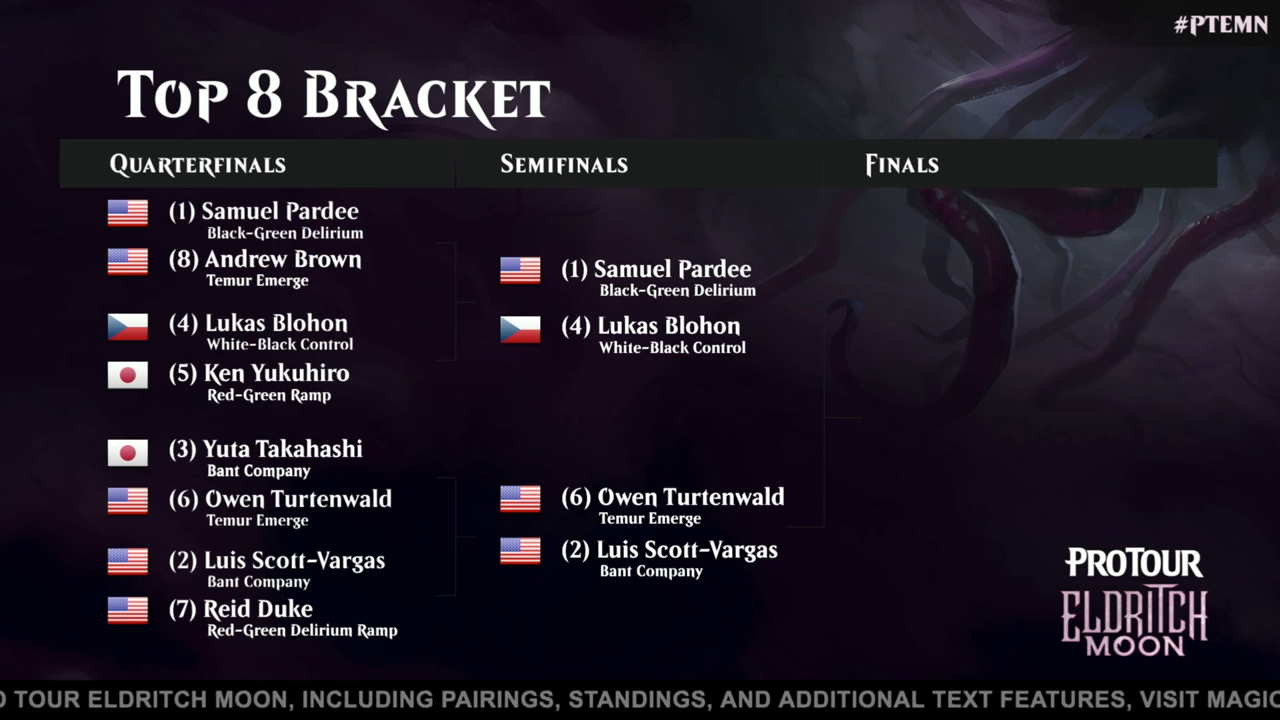 #PTEMN
Top 8 Bracket
Quarterfinals
Semifinals
Finals
(1) Samuel Pardee
Black-Green Delirium
(8) Andrew Brown
Temur Emerge
(4) Lukas Blohon
White-Black Control
(5) Ken Yukuhiro
Red-Green Ramp
(3) Yuta Takahashi
Bant Company
(6) Owen Turtenwald
Temur Emerge
(2) Luis Scott-Vargas
Bant Company
(7) Reid Duke
Red-Green Delirium Ramp
(1) Samuel Pardee
Black-Green Delirium
(4) Lukas Blohon
White-Black Control
(6) Owen Turtenwald
Temur Emerge
(2) Luis Scott-Vargas
Bant Company
PRO TOUR
ELDRITCH
MOON
O TOUR ELDRITCH MOON, INCLUDING PAIRINGS, STANDINGS, AND ADDITIONAL TEXT FEATURES, VISIT MAGIC